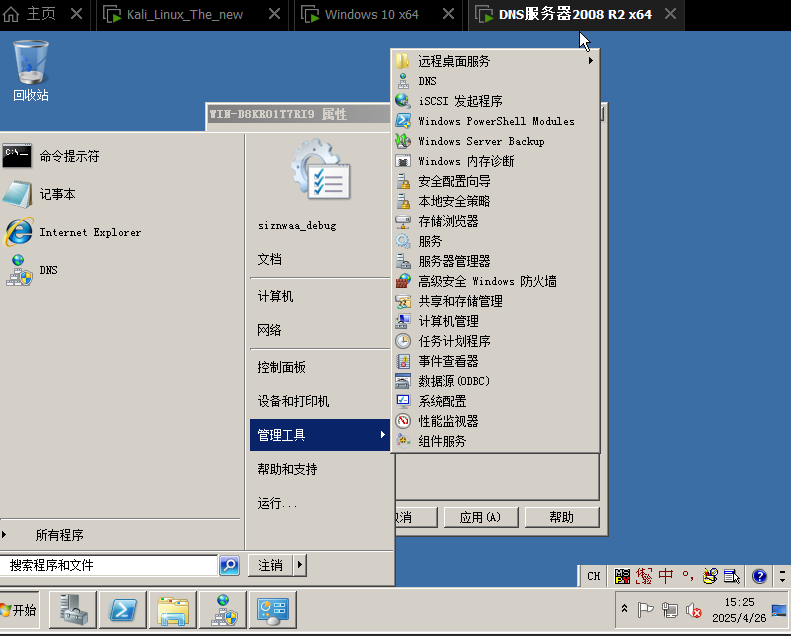 主页
Kali_Linux_The_new
Windows 10 x64
DNS服务器2008 R2 x64
回收站
WIN-D8KRO1T7RI9 属性
命令提示符
记事本
Internet Explorer
DNS
siznwaa_debug
文档
计算机
网络
控制面板
设备和打印机
管理工具
帮助和支持
运行...
所有程序
搜索程序和文件
注销
远程桌面服务
DNS
iSCSI 发起程序
Windows PowerShell Modules
Windows Server Backup
Windows 内存诊断
安全配置向导
本地安全策略
存储浏览器
服务
服务器管理器
高级安全 Windows 防火墙
共享和存储管理
计算机管理
任务计划程序
事件查看器
数据源(ODBC)
系统配置
性能监视器
组件服务
消
应用(A)
帮助
CH
中
开始
15:25
2025/4/26